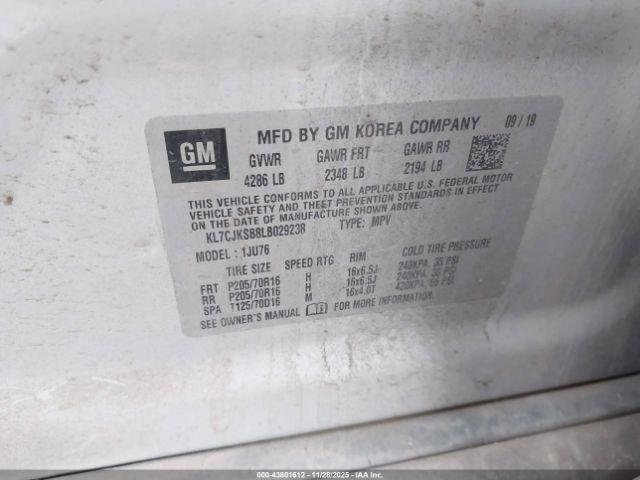 GM
MFD BY GM KOREA COMPANY 09/19
GVWR GAWR FRT GAWR RR
4286 LB 2348 LB 2194 LB
THIS VEHICLE CONFORMS TO ALL APPLICABLE U.S. FEDERAL MOTOR
VEHICLE SAFETY AND THEFT PREVENTION STANDARDS IN EFFECT
ON THE DATE OF MANUFACTURE SHOWN ABOVE.
KL7CJKSB8LB029238 TYPE: MPV
MODEL: 1JU76
TIRE SIZE SPEED RTG RIM COLD TIRE PRESSURE
FRT P205/70R16 H 16x6.5J 240KPA, 35 PSI
RR P205/70R16 H 16x6.5J 240KPA, 35 PSI
SPA T125/70D16 M 16x4.0T 420KPA, 60 PSI
SEE OWNER'S MANUAL FOR MORE INFORMATION
00-43801612 - 11/28/2025 - iaai.com